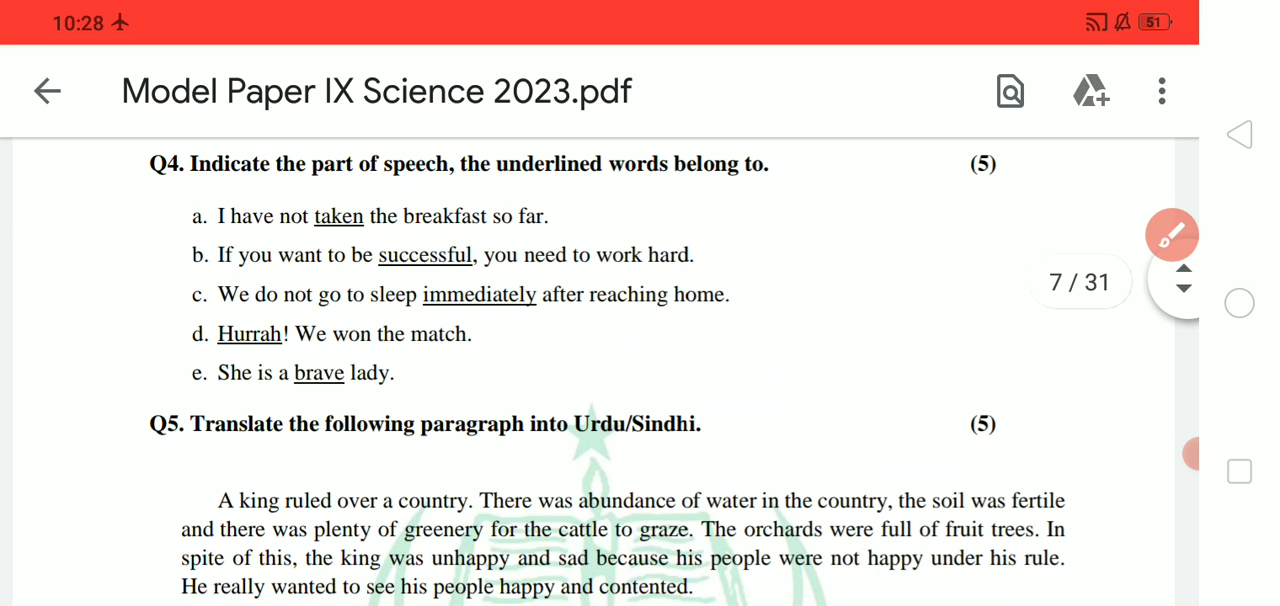 10:28
51
Model Paper IX Science 2023.pdf
Q4. Indicate the part of speech, the underlined words belong to. (5)
a. I have not taken the breakfast so far.
b. If you want to be successful, you need to work hard.
7 / 31
c. We do not go to sleep immediately after reaching home.
d. Hurrah! We won the match.
e. She is a brave lady.
Q5. Translate the following paragraph into Urdu/Sindhi. (5)
A king ruled over a country. There was abundance of water in the country, the soil was fertile
and there was plenty of greenery for the cattle to graze. The orchards were full of fruit trees. In
spite of this, the king was unhappy and sad because his people were not happy under his rule.
He really wanted to see his people happy and contented.